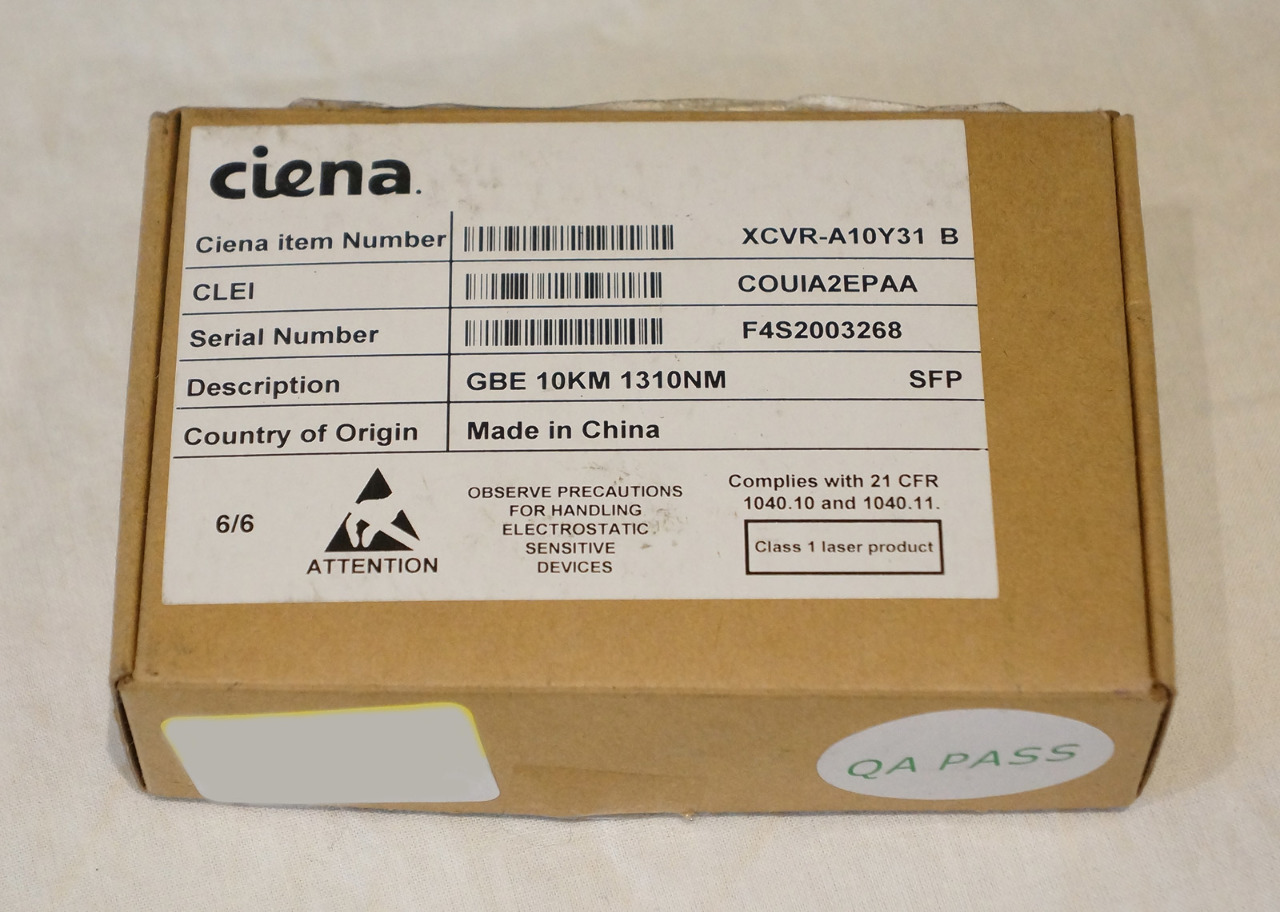 ciena.
Ciena item Number XCVR-A10Y31 B
CLEI COUIA2EPAA
Serial Number F4S2003268
Description GBE 10KM 1310NM SFP
Country of Origin Made in China
6/6
ATTENTION
OBSERVE PRECAUTIONS
FOR HANDLING
ELECTROSTATIC
SENSITIVE
DEVICES
Complies with 21 CFR
1040.10 and 1040.11.
Class 1 laser product
QA PASS